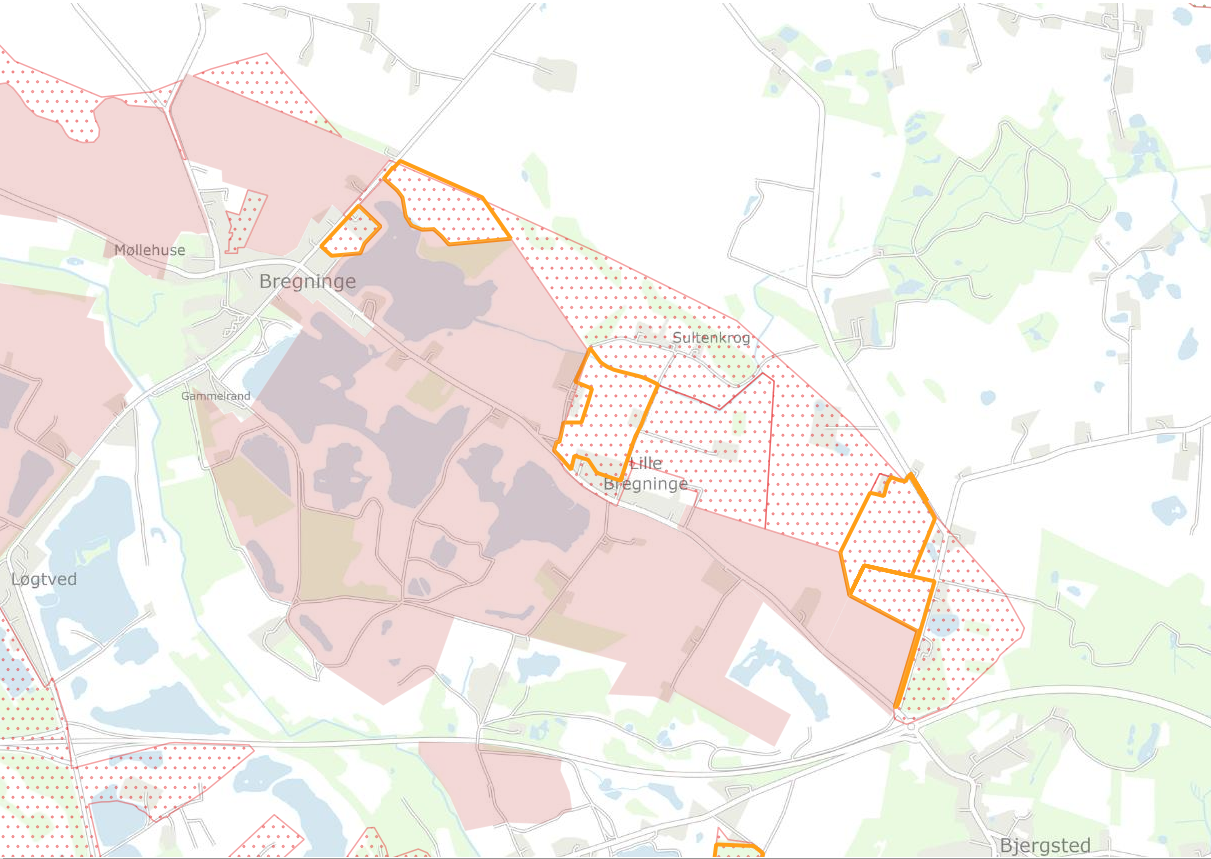 Møllehuse
Bregninge
Sultenkrog
Gammelrand
Lille
Bregninge
Løgtved
Bjergsted